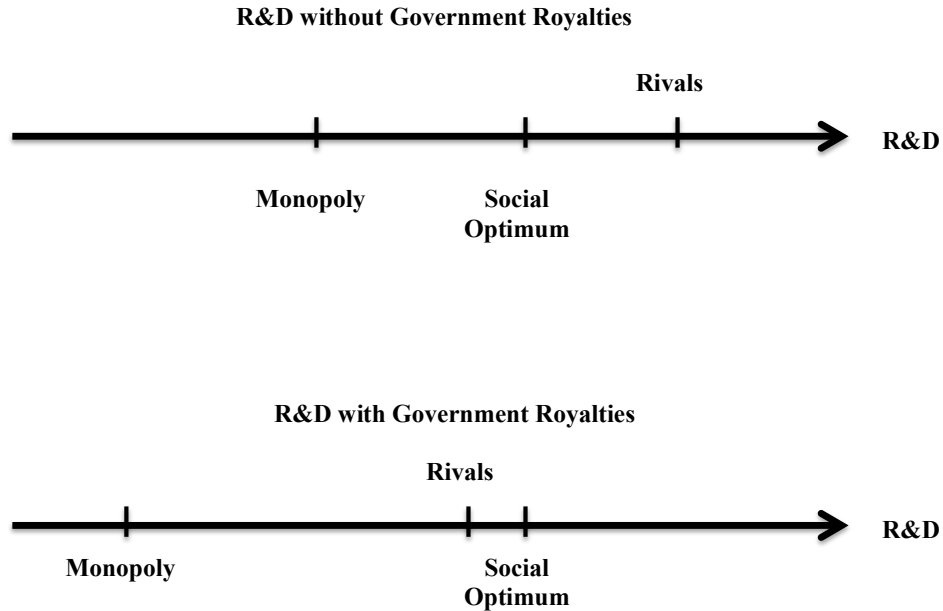 R&D without Government Royalties
Rivals
R&D
Monopoly
Social
Optimum
R&D with Government Royalties
Rivals
R&D
Monopoly
Social
Optimum